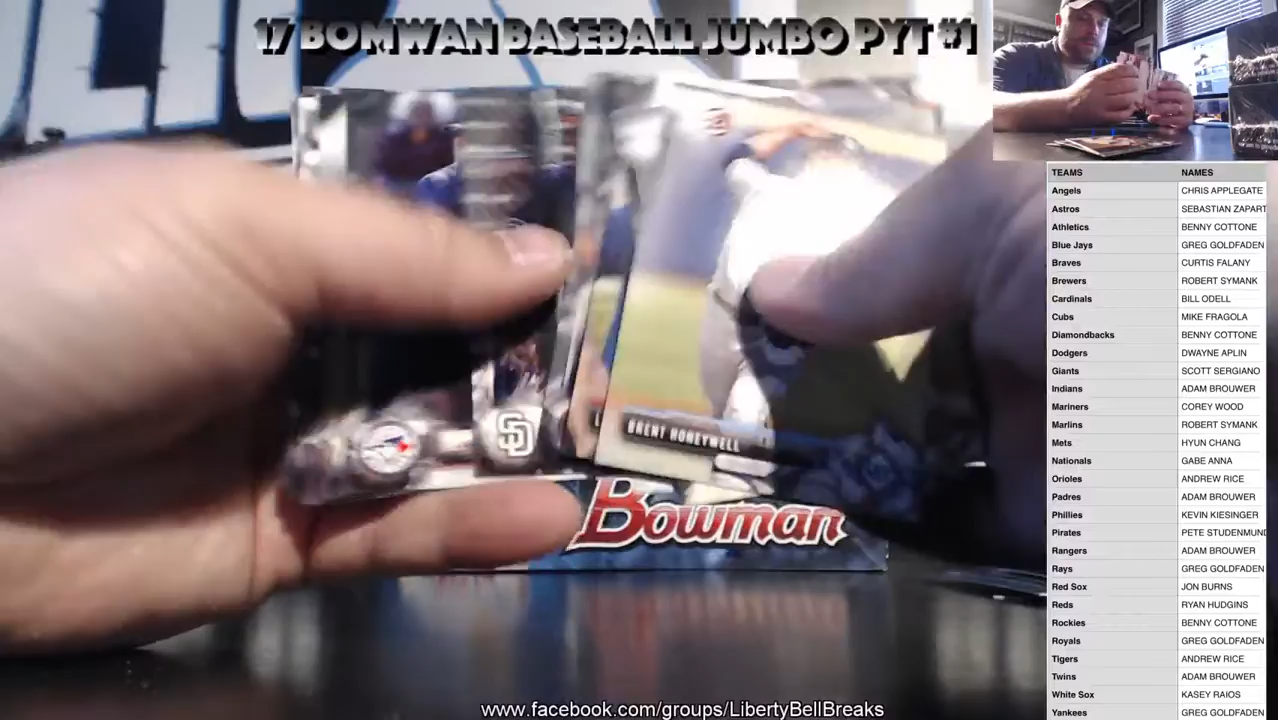 17 BOMWAN BASEBALL JUMBO PYT #1
TEAMS NAMES
Angels CHRIS APPLEGATE
Astros SEBASTIAN ZAPART
Athletics BENNY COTTONE
Blue Jays GREG GOLDFADEN
Braves CURTIS FALANY
Brewers ROBERT SYMANK
Cardinals BILL ODELL
Cubs MIKE FRAGOLA
Diamondbacks BENNY COTTONE
Dodgers DWAYNE APLIN
Giants SCOTT SERGIANO
Indians ADAM BROUWER
Mariners COREY WOOD
Marlins ROBERT SYMANK
Mets HYUN CHANG
Nationals GABE ANNA
Orioles ANDREW RICE
Padres ADAM BROUWER
Phillies KEVIN KIESINGER
Pirates PETE STUDENMUND
Rangers ADAM BROUWER
Rays GREG GOLDFADEN
Red Sox JON BURNS
Reds RYAN HUDGINS
Rockies BENNY COTTONE
Royals GREG GOLDFADEN
Tigers ANDREW RICE
Twins ADAM BROUWER
White Sox KASEY RAIOS
Yankees GREG GOLDFADEN
BRENT HONEYWELL
SD
Bowman
www.facebook.com/groups/LibertyBellBreaks